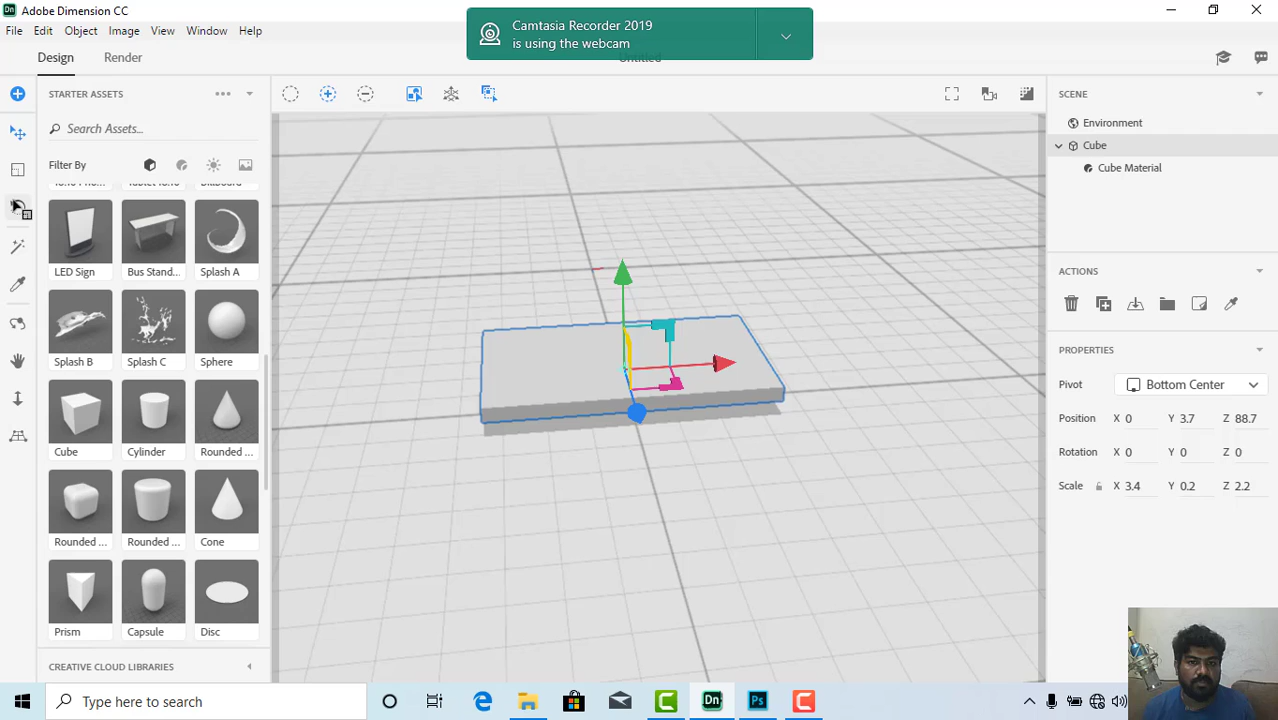 Adobe Dimension CC
Camtasia Recorder 2019
is using the webcam
File Edit Object Image View Window Help
Design Render
STARTER ASSETS
Search Assets...
Filter By
LED Sign Bus Stand... Splash A
Splash B Splash C Sphere
Cube Cylinder Rounded ...
Rounded ... Rounded ... Cone
Prism Capsule Disc
CREATIVE CLOUD LIBRARIES
SCENE
Environment
Cube
Cube Material
ACTIONS
PROPERTIES
Pivot Bottom Center
Position X 0 Y 3.7 Z 88.7
Rotation X 0 Y 0 Z 0
Scale X 3.4 Y 0.2 Z 2.2
Dn
Ps
Type here to search